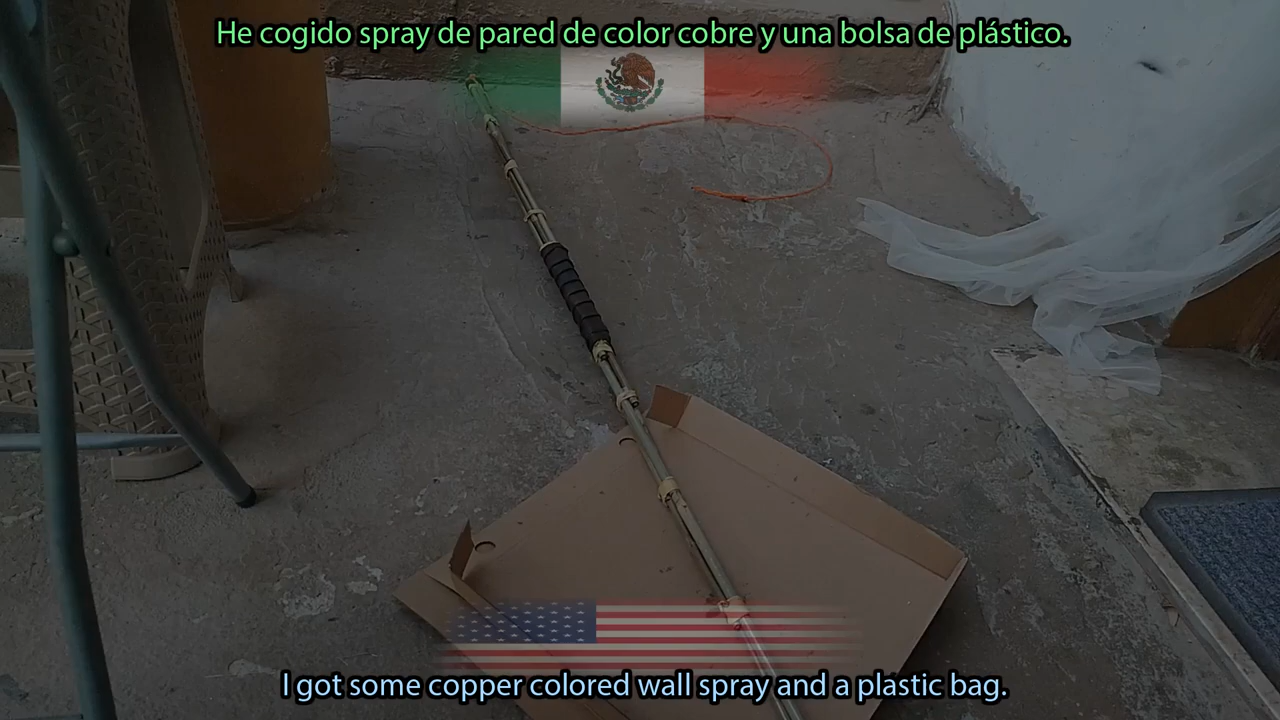 He cogido spray de pared de color cobre y una bolsa de plástico.
I got some copper colored wall spray and a plastic bag.